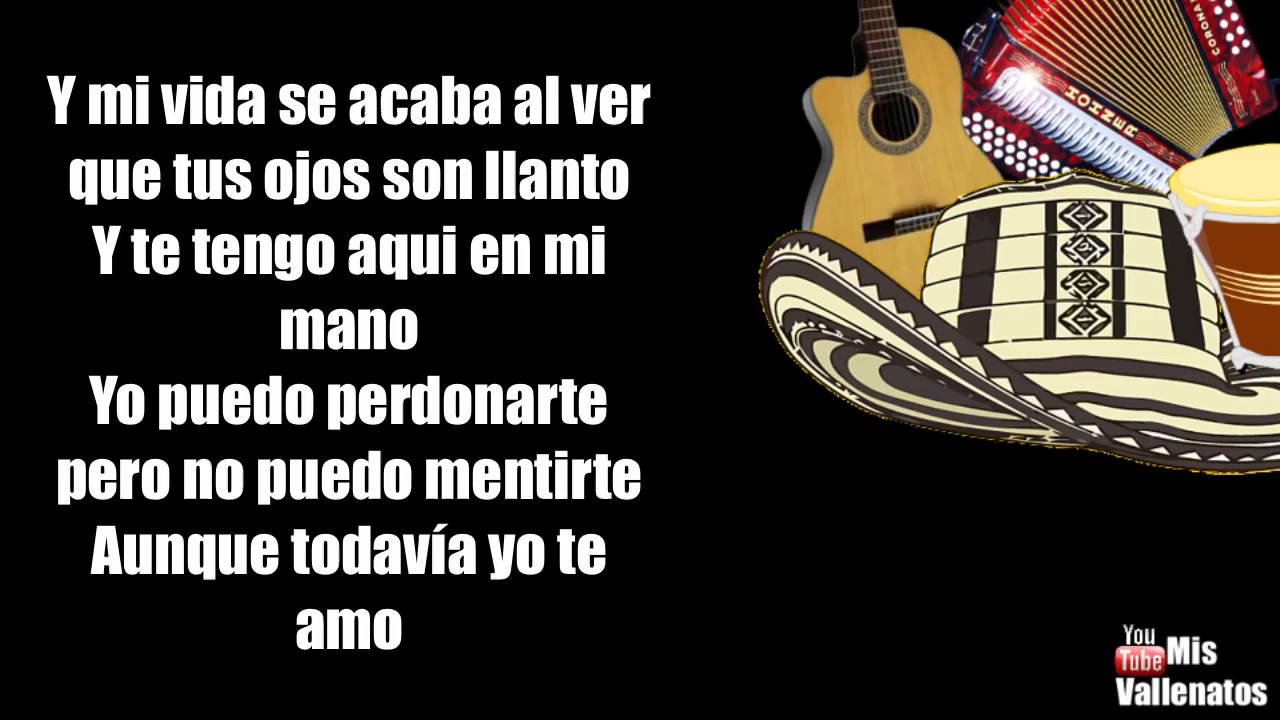 Y mi vida se acaba al ver
que tus ojos son llanto
Y te tengo aqui en mi
mano
Yo puedo perdonarte
pero no puedo mentirte
Aunque todavía yo te
amo
HOHNER
CORONA
You
Tube Mis
Vallenatos